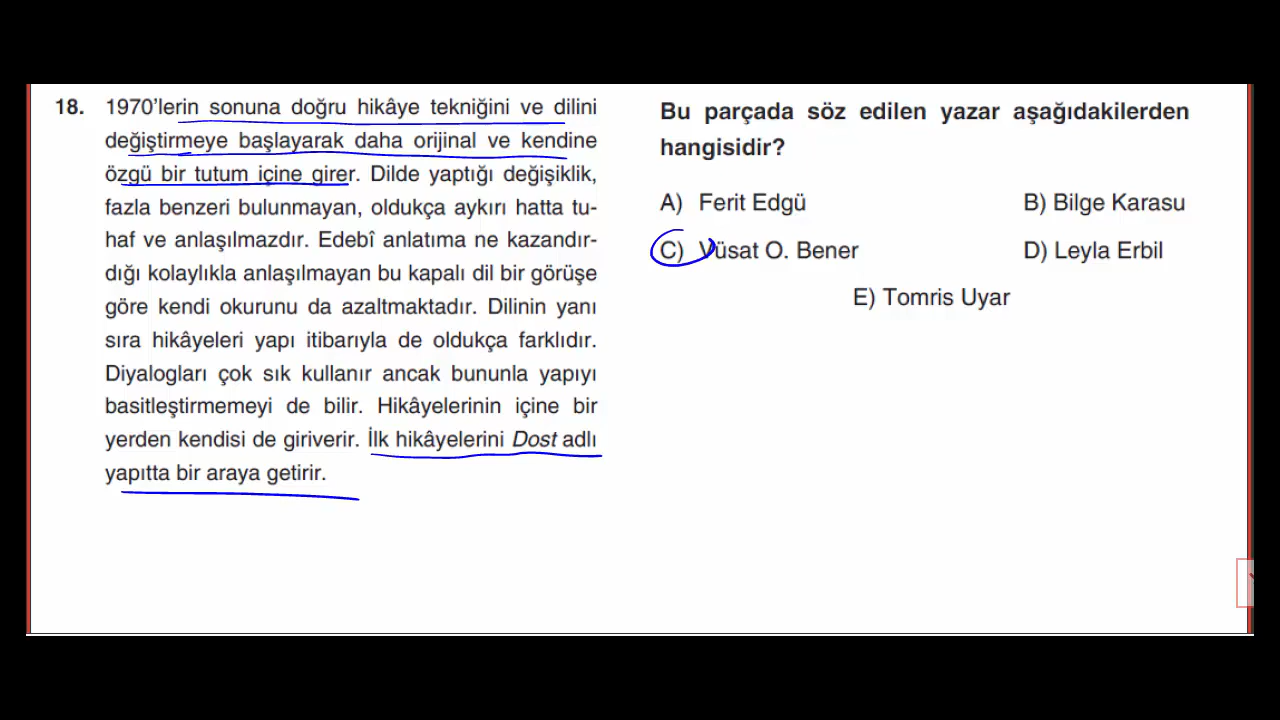 18. 1970'lerin sonuna doğru hikâye tekniğini ve dilini
değiştirmeye başlayarak daha orijinal ve kendine
özgü bir tutum içine girer. Dilde yaptığı değişiklik,
fazla benzeri bulunmayan, oldukça aykırı hatta tu-
haf ve anlaşılmazdır. Edebî anlatıma ne kazandır-
dığı kolaylıkla anlaşılmayan bu kapalı dil bir görüşe
göre kendi okurunu da azaltmaktadır. Dilinin yanı
sıra hikâyeleri yapı itibarıyla de oldukça farklıdır.
Diyalogları çok sık kullanır ancak bununla yapıyı
basitleştirmemeyi de bilir. Hikâyelerinin içine bir
yerden kendisi de giriverir. İlk hikâyelerini Dost adlı
yapıtta bir araya getirir.
Bu parçada söz edilen yazar aşağıdakilerden
hangisidir?
A) Ferit Edgü B) Bilge Karasu
C) Vüsat O. Bener D) Leyla Erbil
E) Tomris Uyar